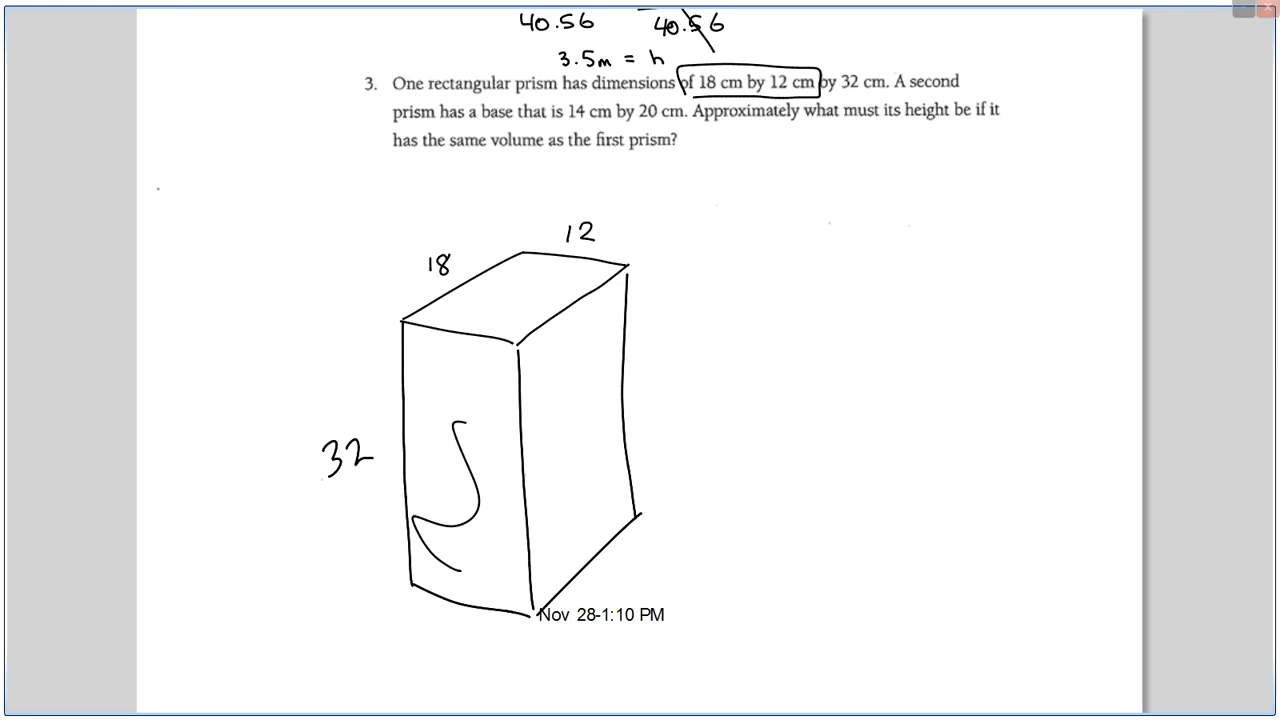 40.56 40.56
3.5m = h
3. One rectangular prism has dimensions of 18 cm by 12 cm by 32 cm. A second
prism has a base that is 14 cm by 20 cm. Approximately what must its height be if it
has the same volume as the first prism?
12
18
32
Nov 28-1:10 PM